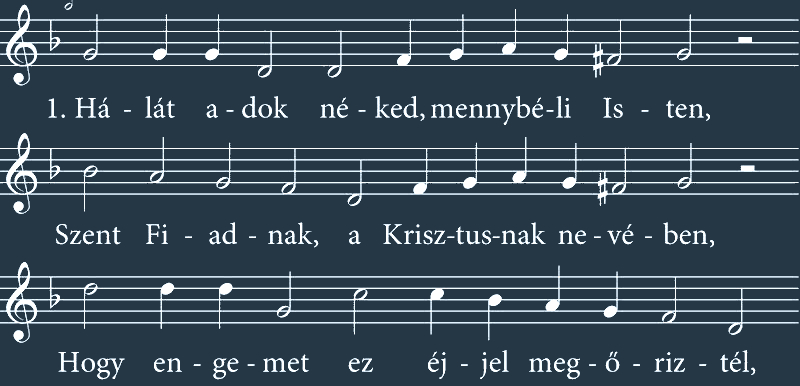 1. Há - lát a - dok né - ked, mennybé-li Is - ten,
Szent Fi - ad - nak, a Krisz-tus-nak ne - vé - ben,
Hogy en - ge - met ez éj - jel meg - ő - riz - tél,